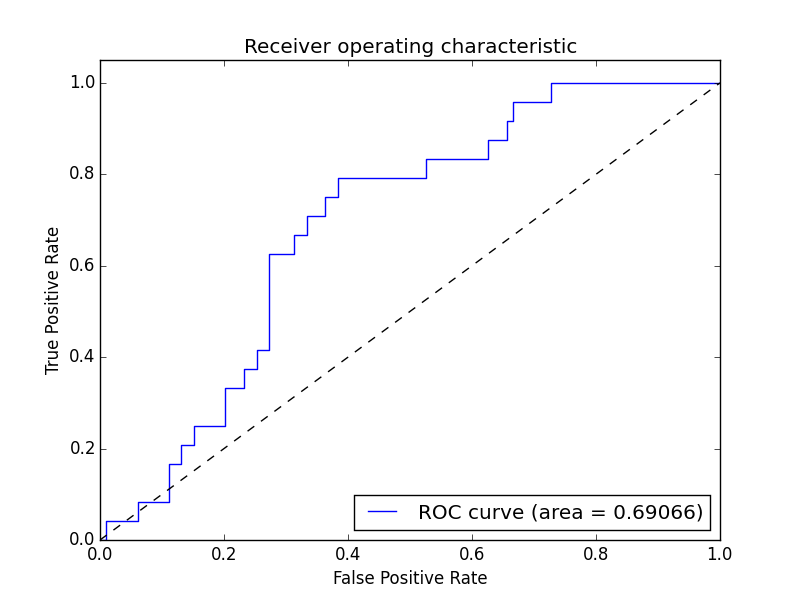 Receiver operating characteristic
1.0
0.8
0.6
0.4
0.2
0.0
True Positive Rate
ROC curve (area = 0.69066)
0.0 0.2 0.4 0.6 0.8 1.0
False Positive Rate